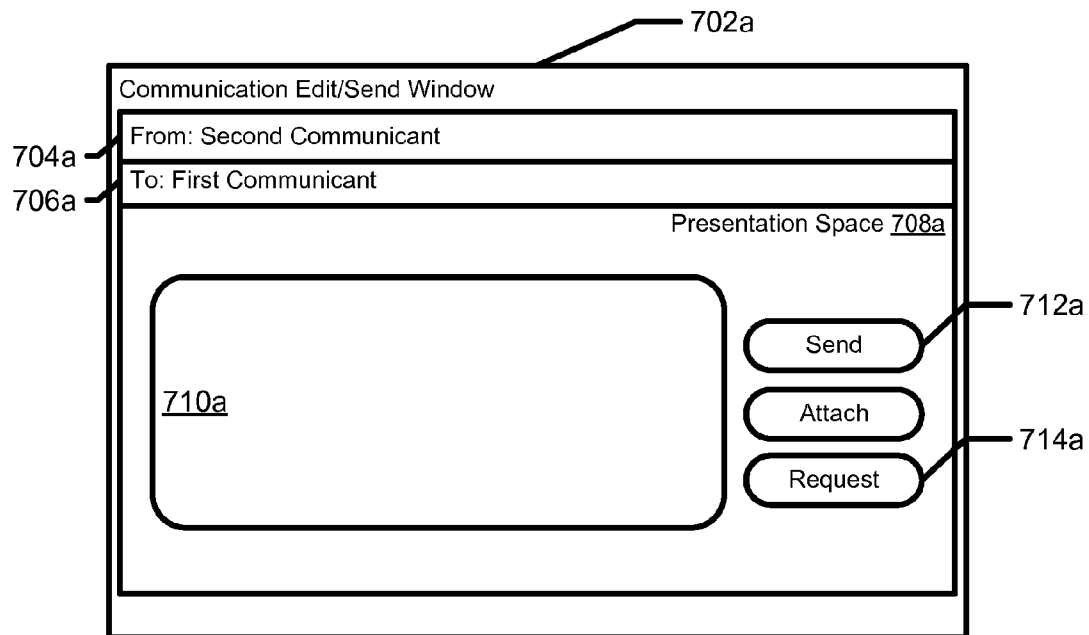 702a
Communication Edit/Send Window
704a
From: Second Communicant
706a
To: First Communicant
Presentation Space 708a
712a
Send
710a
Attach
714a
Request